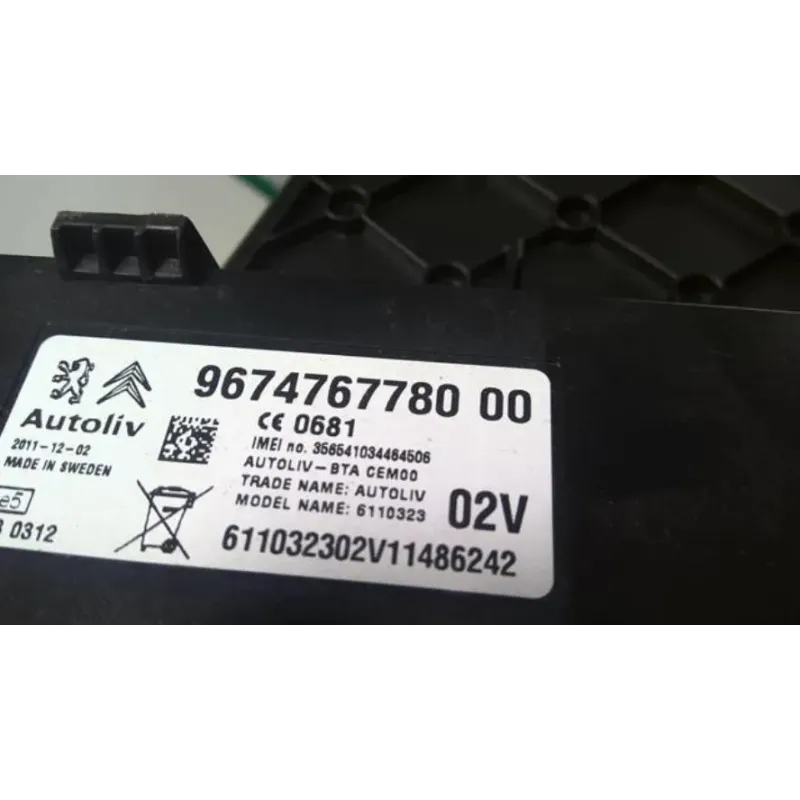 9674767780 00
Autoliv
2011-12-02
MADE IN SWEDEN
CE 0681
IMEI no. 356541034464506
AUTOLIV-BTA CEM00
TRADE NAME: AUTOLIV
MODEL NAME: 6110323
02V
e5
0312
611032302V11486242